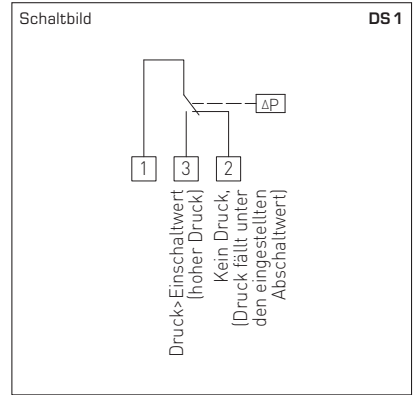 Schaltbild
DS 1
ΔP
1
3
2
Druck>Einschaltwert
(hoher Druck)
Kein Druck,
(Druck fällt unter
den eingestellten
Abschaltwert)